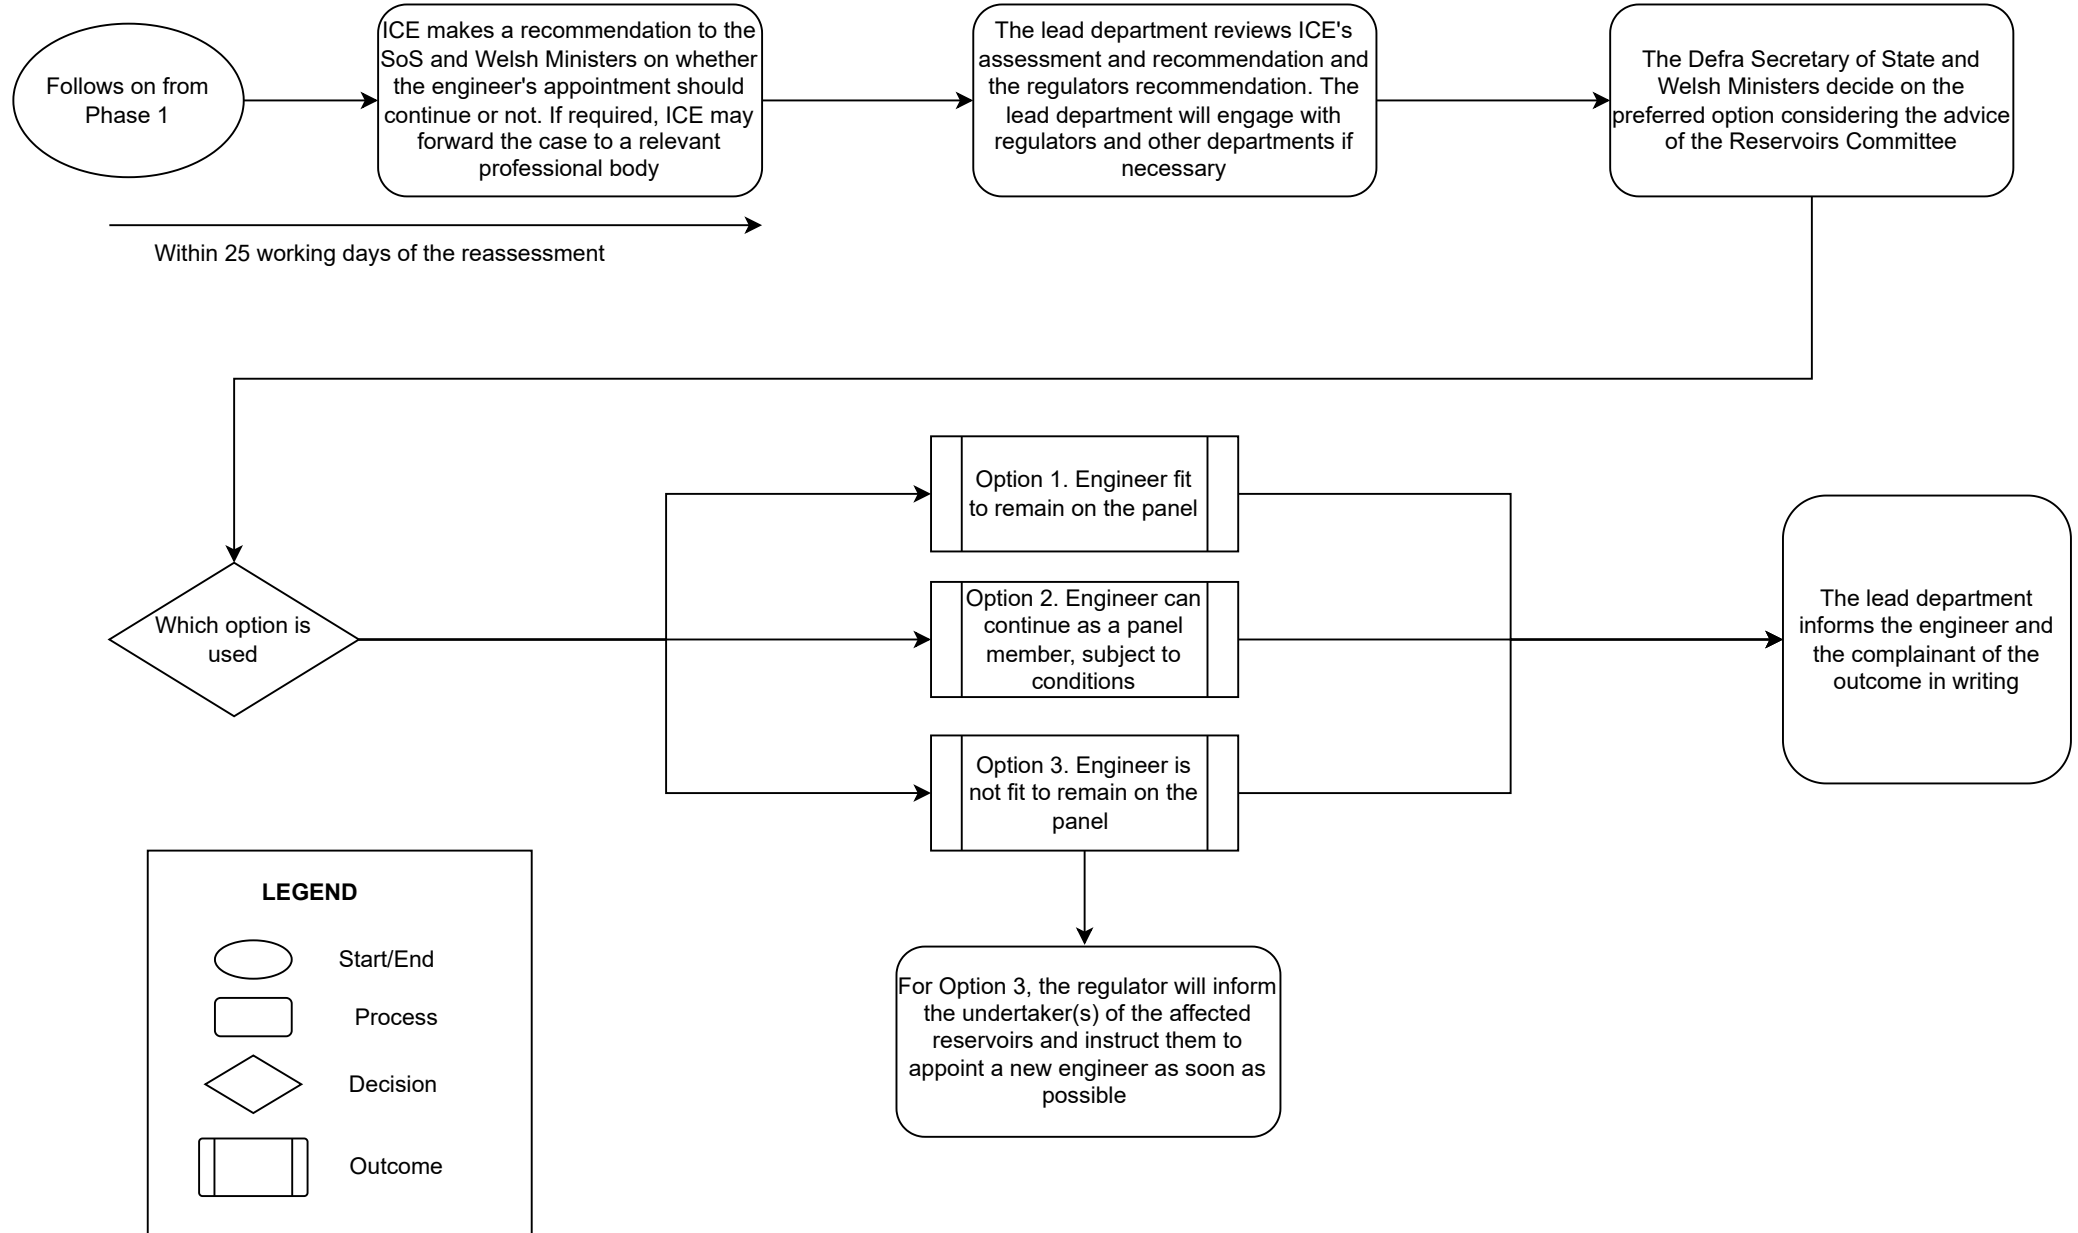 Follows on from
Phase 1
ICE makes a recommendation to the
SoS and Welsh Ministers on whether
the engineer's appointment should
continue or not. If required, ICE may
forward the case to a relevant
professional body
The lead department reviews ICE's
assessment and recommendation and
the regulators recommendation. The
lead department will engage with
regulators and other departments if
necessary
The Defra Secretary of State and
Welsh Ministers decide on the
preferred option considering the advice
of the Reservoirs Committee
Within 25 working days of the reassessment
Which option is
used
Option 1. Engineer fit
to remain on the panel
Option 2. Engineer can
continue as a panel
member, subject to
conditions
Option 3. Engineer is
not fit to remain on the
panel
The lead department
informs the engineer and
the complainant of the
outcome in writing
For Option 3, the regulator will inform
the undertaker(s) of the affected
reservoirs and instruct them to
appoint a new engineer as soon as
possible
LEGEND
Start/End
Process
Decision
Outcome